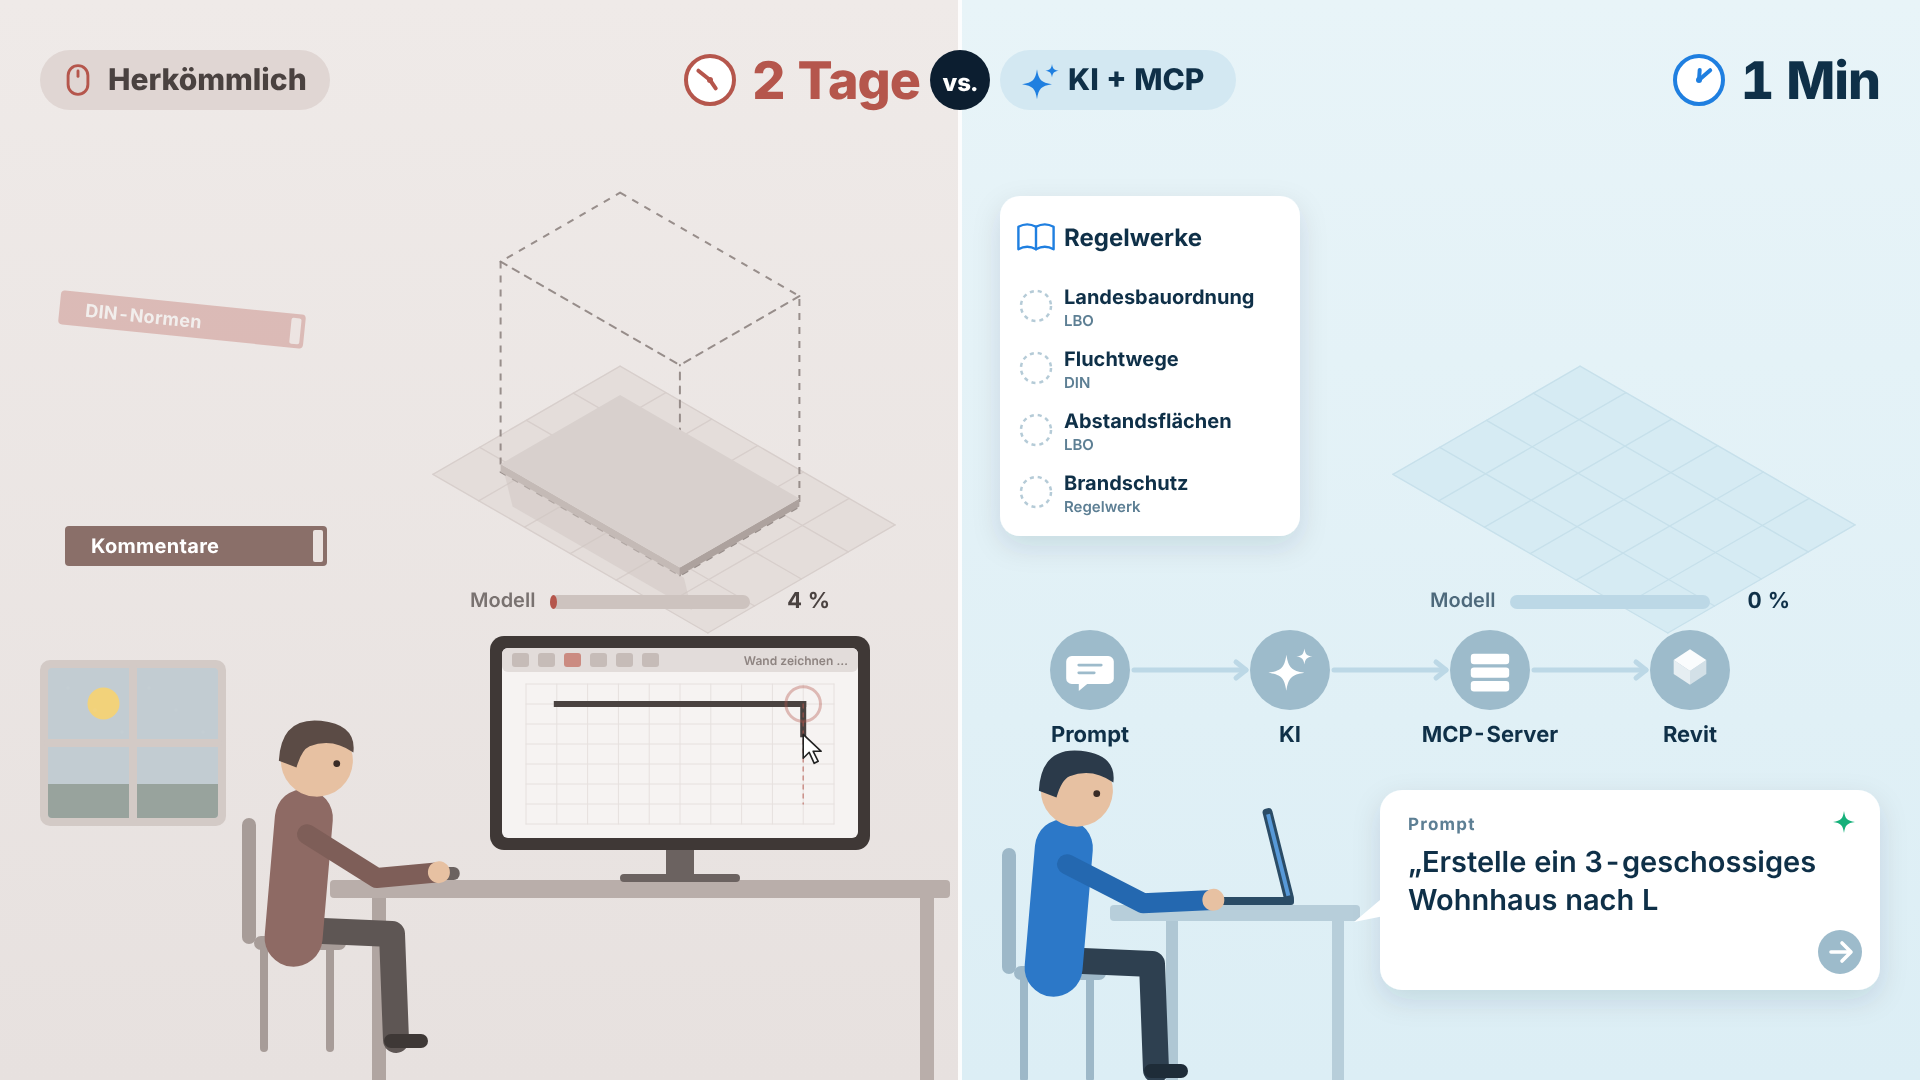 Herkömmlich
2 Tage
vs.
KI + MCP
1 Min
DIN-Normen
Kommentare
Modell
4 %
Wand zeichnen ...
Regelwerke
Landesbauordnung
LBO
Fluchtwege
DIN
Abstandsflächen
LBO
Brandschutz
Regelwerk
Modell
0 %
Prompt
KI
MCP-Server
Revit
Prompt
„Erstelle ein 3-geschossiges
Wohnhaus nach L